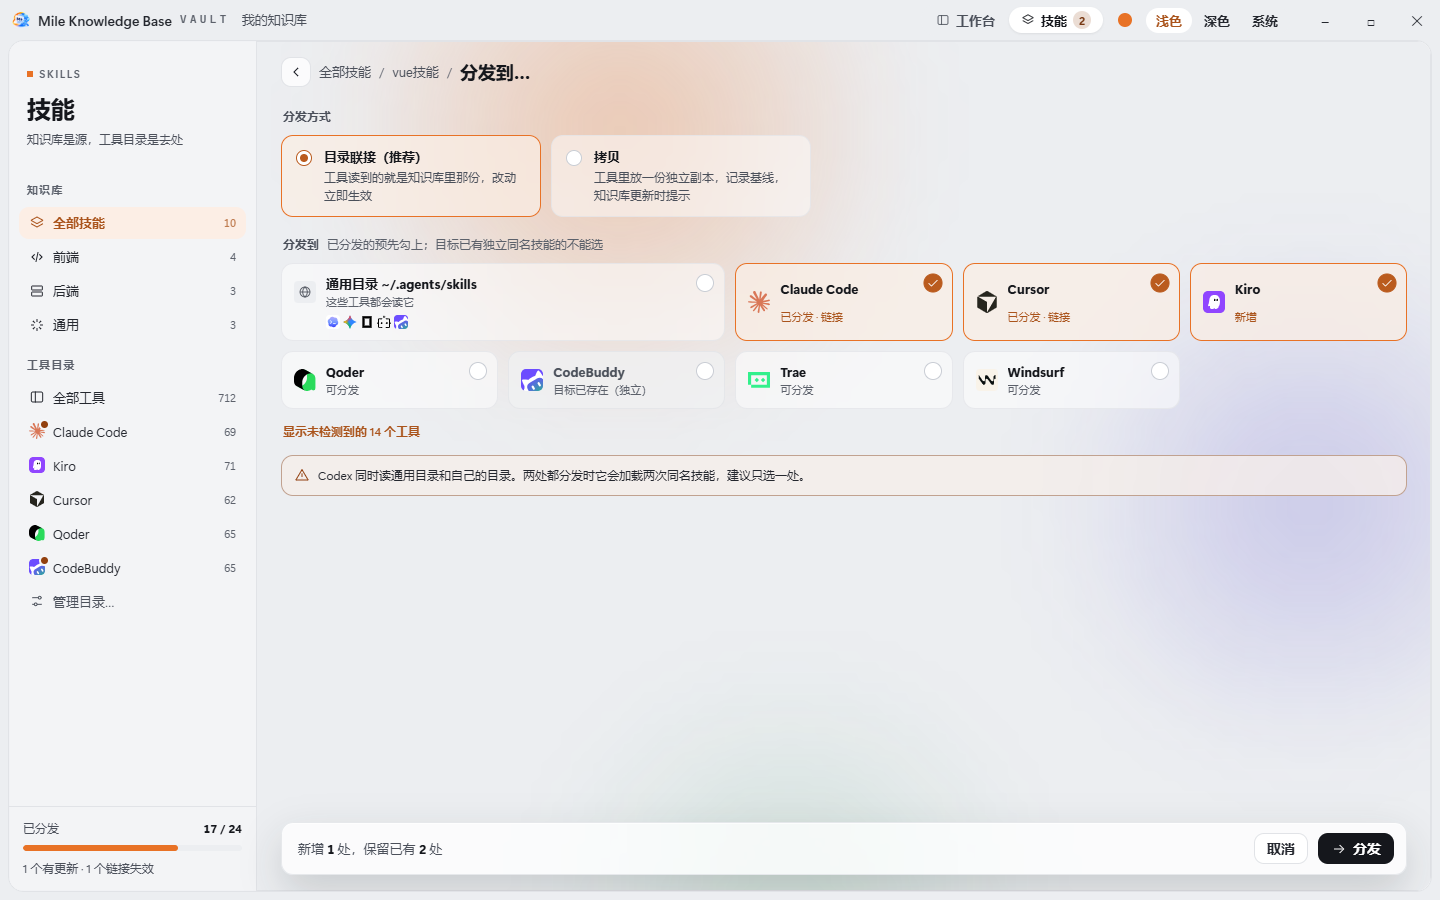 Mile Knowledge Base VAULT 我的知识库
工作台 技能 2 浅色 深色 系统
SKILLS
技能
知识库是源，工具目录是去处
知识库
全部技能 10
前端 4
后端 3
通用 3
工具目录
全部工具 712
Claude Code 69
Kiro 71
Cursor 62
Qoder 65
CodeBuddy 65
管理目录...
已分发 17 / 24
1 个有更新 · 1 个链接失效
全部技能 / vue技能 / 分发到...
分发方式
目录联接（推荐）
工具读到的就是知识库里那份，改动
立即生效
拷贝
工具里放一份独立副本，记录基线，
知识库更新时提示
分发到 已分发的预先勾上；目标已有独立同名技能的不能选
通用目录 ~/.agents/skills
这些工具都会读它
Claude Code
已分发 · 链接
Cursor
已分发 · 链接
Kiro
新增
Qoder
可分发
CodeBuddy
目标已存在（独立）
Trae
可分发
Windsurf
可分发
显示未检测到的 14 个工具
Codex 同时读通用目录和自己的目录。两处都分发时它会加载两次同名技能，建议只选一处。
新增 1 处，保留已有 2 处
取消
分发